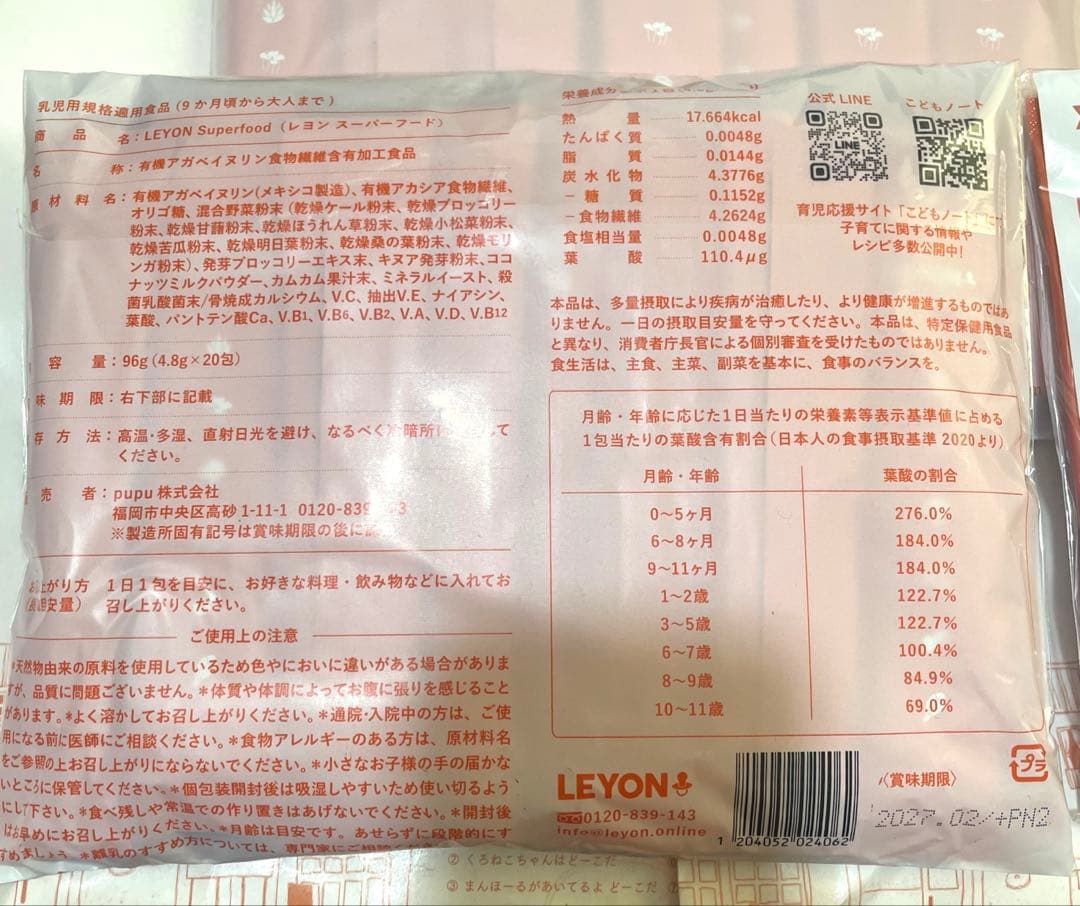 乳児用規格適用食品(9か月頃から大人まで)
商品名:LEYON Superfood (レヨン スーパーフード)
名 称:有機アガベイヌリン食物繊維含有加工食品
原材料名:有機アガベイヌリン(メキシコ製造)、有機アカシア食物繊維、
オリゴ糖、混合野菜粉末(乾燥ケール粉末、乾燥ブロッコリー
粉末、乾燥甘藷粉末、乾燥ほうれん草粉末、乾燥小松菜粉末、
乾燥苦瓜粉末、乾燥明日葉粉末、乾燥桑の葉粉末、乾燥モリ
ンガ粉末)、発芽ブロッコリーエキス末、キヌア発芽粉末、ココ
ナッツミルクパウダー、カムカム果汁末、ミネラルイースト、殺
菌乳酸菌末/骨焼成カルシウム、V.C、抽出V.E、ナイアシン、
葉酸、パントテン酸Ca、V.B1、V.B6、V.B2、V.A、V.D、V.B12
容量:96g(4.8g×20包)
味期限:右下部に記載
存方法:高温・多湿、直射日光を避け、なるべく冷暗所に
て
ください。
売者:pupu株式会社
福岡市中央区高砂1-11-1 0120-839
3
※製造所固有記号は賞味期限の後に
お召し上がり方
(目安量)
1日1包を目安に、お好きな料理・飲み物などに入れてお
召し上がりください。
ご使用上の注意
*天然物由来の原料を使用しているため色やにおいに違いがある場合がありま
すが、品質に問題ございません。*体質や体調によってお腹に張りを感じること
があります。*よく溶かしてお召し上がりください。*通院・入院中の方は、ご使
用になる前に医師にご相談ください。*食物アレルギーのある方は、原材料名
をご参照の上お召し上がりにならないでください。*小さなお子様の手の届かな
いところに保管してください。*個包装開封後は吸湿しやすいため使い切るよう
にして下さい。*食べ残しや常温での作り置きはあげないでください。*開封後
はお早めにお召し上がりください。*月齢は目安です。あせらずに段階的にす
すめましょう。*離乳のすすめ方については、専門家にご相談くださ
栄養成分
熱量 17.664kcal
たんぱく質 0.0048g
脂質 0.0144g
炭水化物 4.3776g
-糖質 0.1152g
-食物繊維 4.2624g
食塩相当量 0.0048g
葉酸 110.4μg
公式LINE
こどもノート
LINE
育児応援サイト「こどもノート」に
子育てに関する情報や
レシピ多数公開中!
本品は、多量摂取により疾病が治癒したり、より健康が増進するものではあ
りません。一日の摂取目安量を守ってください。本品は、特定保健用食品
と異なり、消費者庁長官による個別審査を受けたものではありません。
食生活は、主食、主菜、副菜を基本に、食事のバランスを。
月齢・年齢に応じた1日当たりの栄養素等表示基準値に占める
1包当たりの葉酸含有割合(日本人の食事摂取基準2020より)
月齢・年齢 葉酸の割合
0〜5ヶ月 276.0%
6〜8ヶ月 184.0%
9〜11ヶ月 184.0%
1〜2歳 122.7%
3〜5歳 122.7%
6〜7歳 100.4%
8〜9歳 84.9%
10〜11歳 69.0%
LEYON
0120-839-143
info@leyon.online
1 204052 024062
(賞味期限)
2027.02/+PN2
プラ
② くろねこちゃんはどーこだ
③ まんほーるがあいてるよ どーこだ